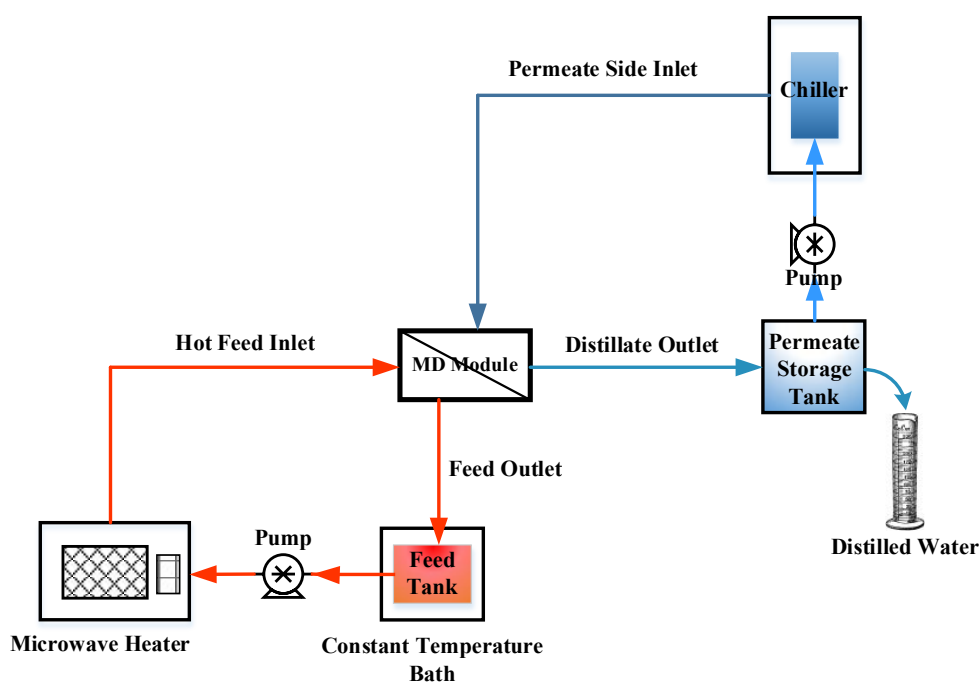 Permeate Side Inlet
Chiller
Pump
Hot Feed Inlet
MD Module
Distillate Outlet
Permeate
Storage
Tank
Feed Outlet
Distilled Water
Pump
Feed
Tank
Microwave Heater
Constant Temperature
Bath